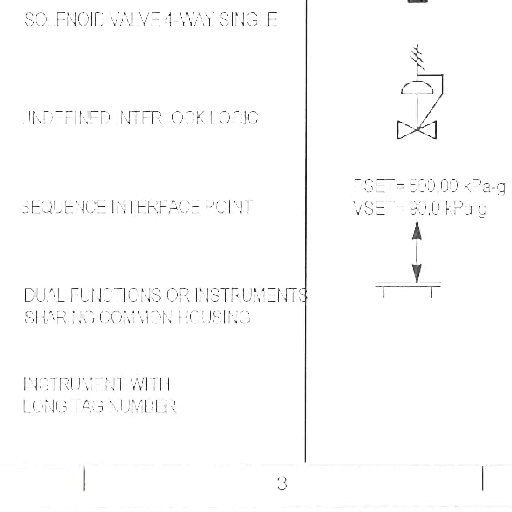 SOLENOID VALVE 4-WAY SINGLE
UNDEFINED INTERLOCK LOGIC
SEQUENCE INTERFACE POINT
DUAL FUNCTIONS OR INSTRUMENTS
SHARING COMMON HOUSING
INSTRUMENT WITH
LONG TAG NUMBER
PSET= 500.00 kPa-g
VSET= 90.0 kPa-g
3